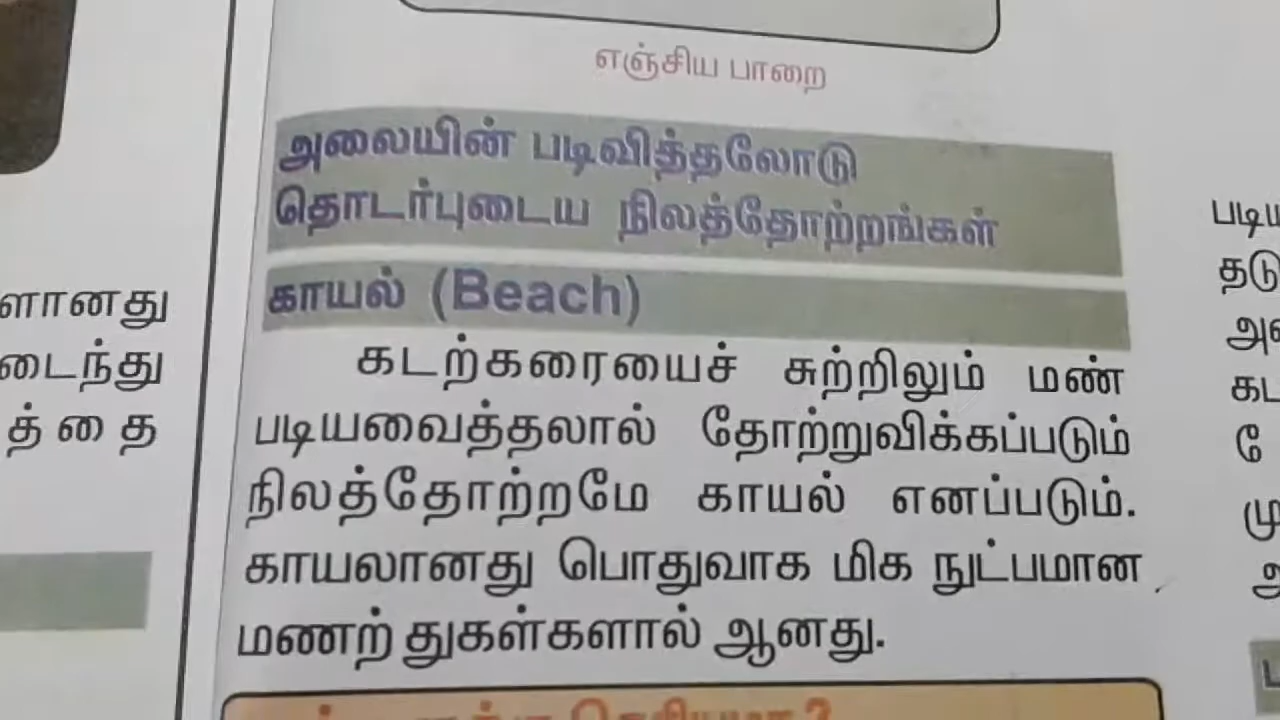 எஞ்சிய பாறை
அலையின் படிவித்தலோடு
தொடர்புடைய நிலத்தோற்றங்கள்
காயல் (Beach)
கடற்கரையைச் சுற்றிலும் மண்
படியவைத்தலால் தோற்றுவிக்கப்படும்
நிலத்தோற்றமே காயல் எனப்படும்.
காயலானது பொதுவாக மிக நுட்பமான
மணற் துகள்களால் ஆனது.